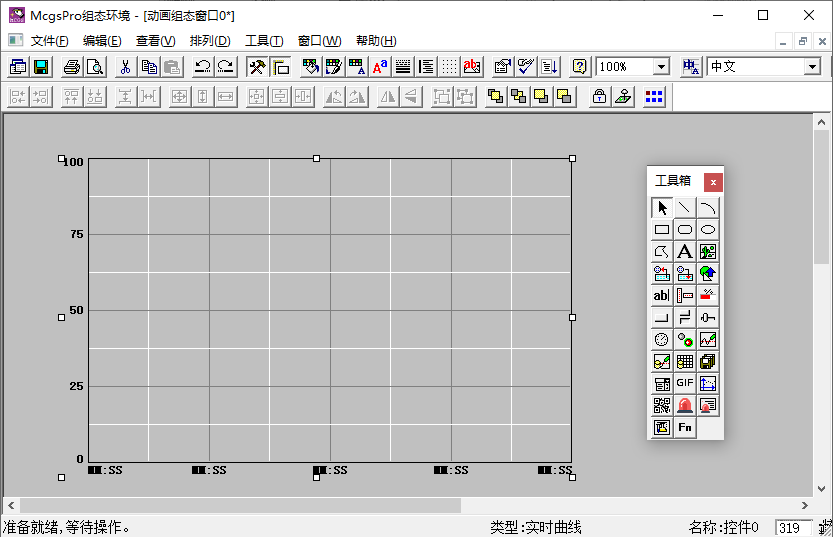 McgsPro组态环境 - [动画组态窗口0*]
文件(F) 编辑(E) 查看(V) 排列(D) 工具(T) 窗口(W) 帮助(H)
100% 中文
工具箱
100
75
50
25
0
:SS :SS :SS :SS :SS
ab|
GIF
Fn
准备就绪,等待操作。 类型:实时曲线 名称:控件0 319